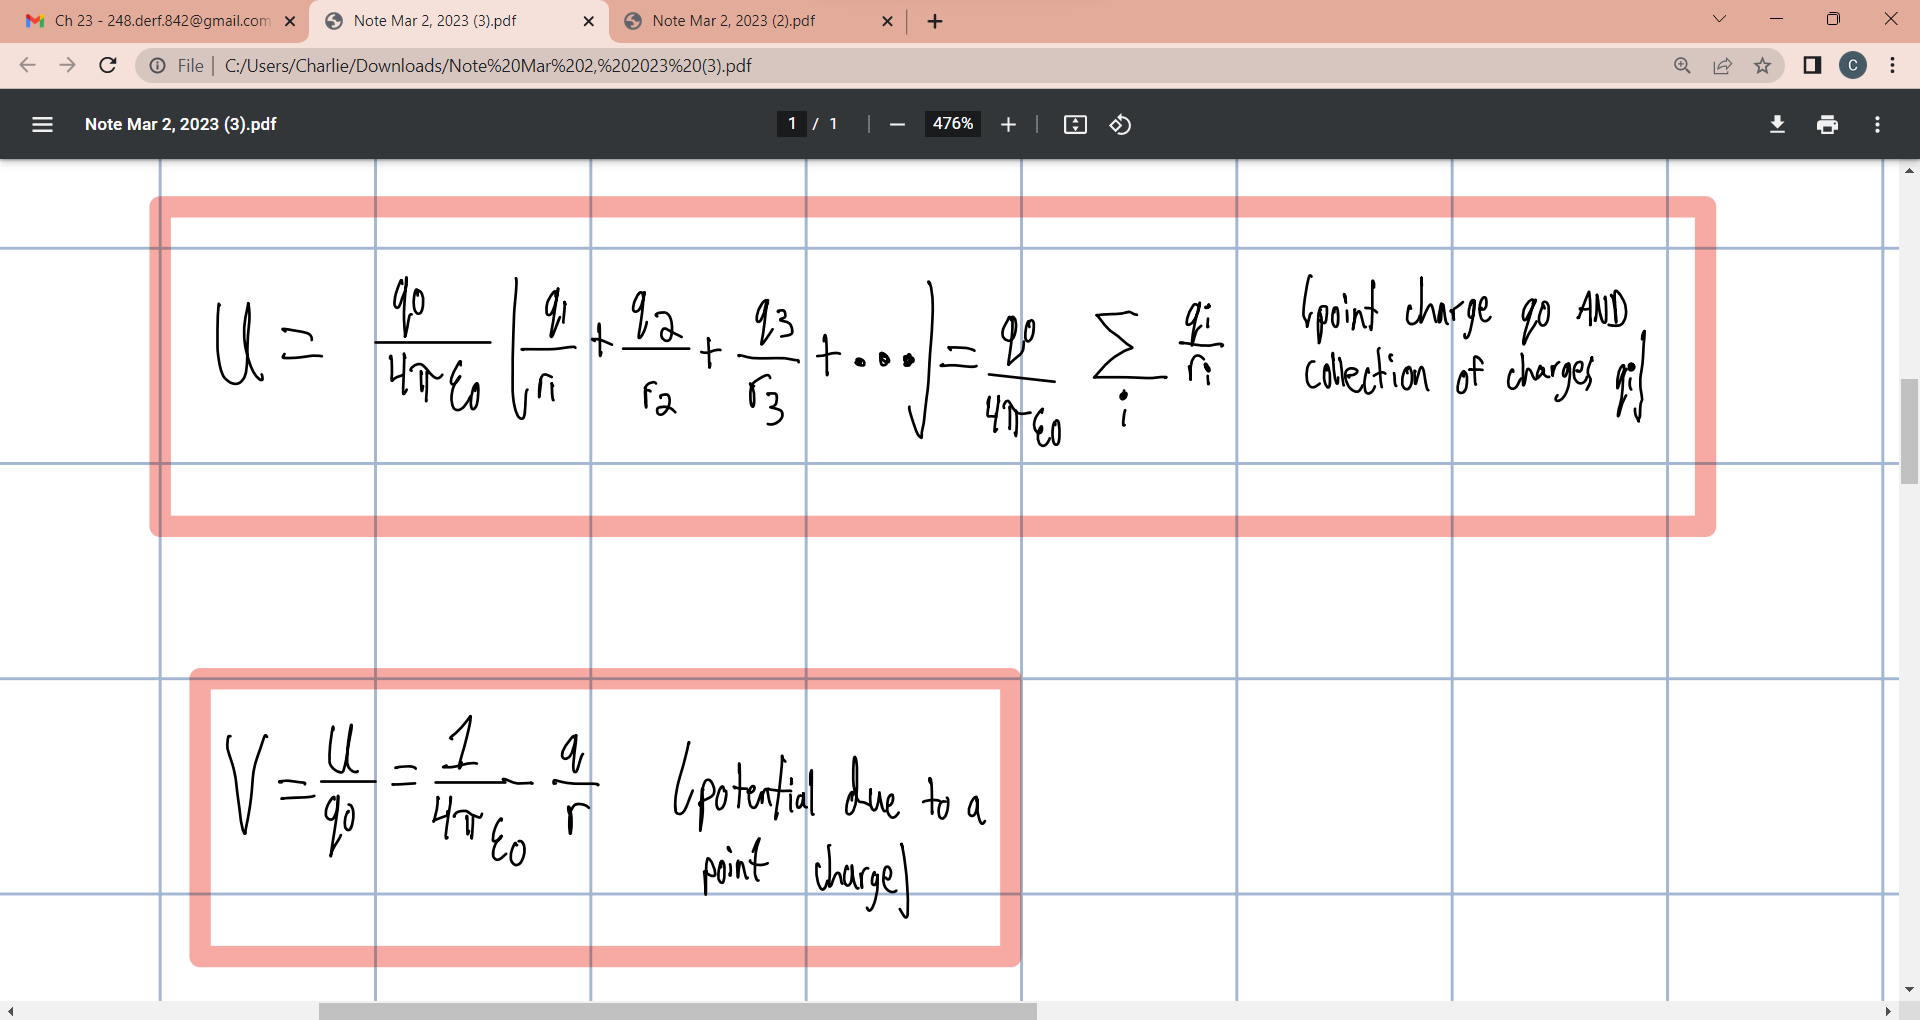 Ch 23 - 248.derf.842@gmail.com
Note Mar 2, 2023 (3).pdf
Note Mar 2, 2023 (2).pdf
File
C:/Users/Charlie/Downloads/Note%20Mar%202,%202023%20(3).pdf
C
Note Mar 2, 2023 (3).pdf
1 / 1
476%
U = q0/4πε0 (q1/r1 + q2/r2 + q3/r3 + ...) = q0/4πε0 Σi qi/ri
(point charge q0 AND
collection of charges qi)
V = U/q0 = 1/4πε0 q/r
(potential due to a
point charge)